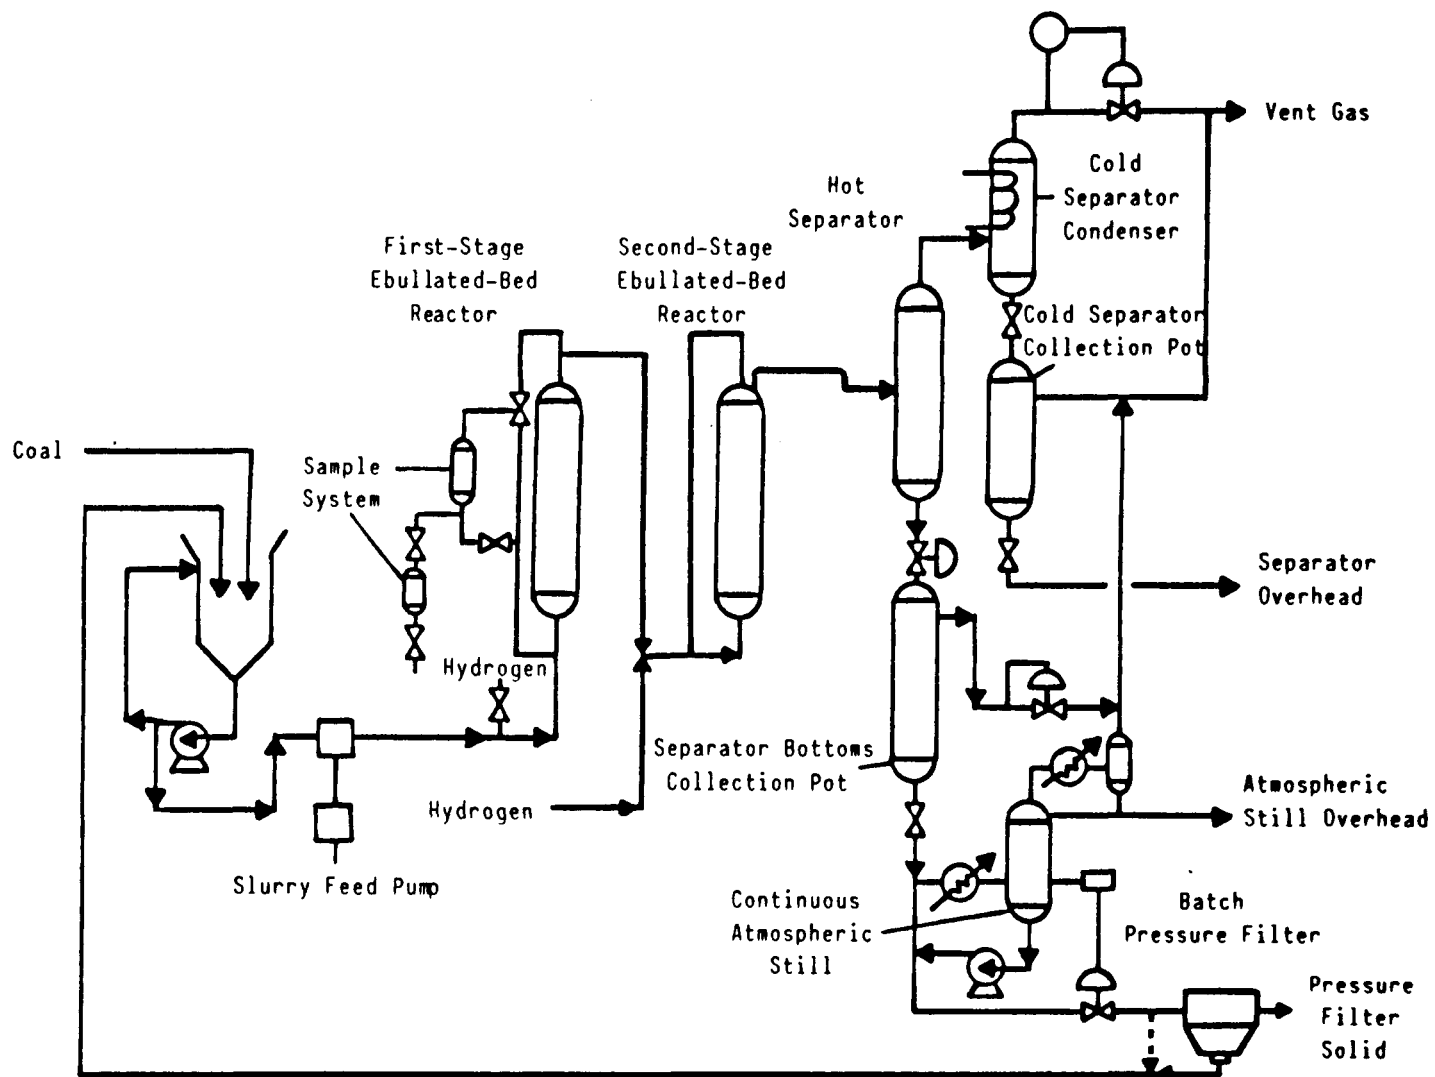 Vent Gas
Cold
Separator
Condenser
Hot
Separator
First-Stage
Ebullated-Bed
Reactor
Second-Stage
Ebullated-Bed
Reactor
Cold Separator
Collection Pot
Coal
Sample
System
Separator
Overhead
Hydrogen
Separator Bottoms
Collection Pot
Hydrogen
Atmospheric
Still Overhead
Slurry Feed Pump
Continuous
Atmospheric
Still
Batch
Pressure Filter
Pressure
Filter
Solid